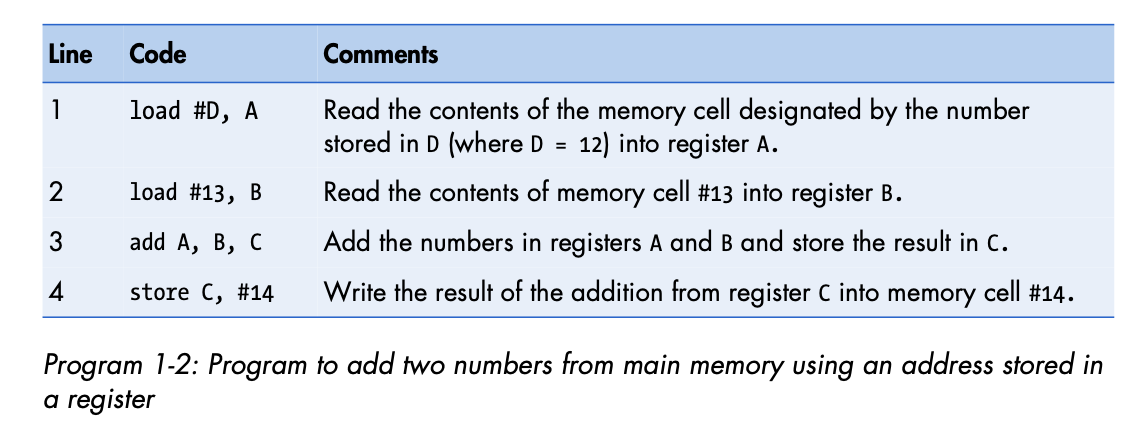 Line Code Comments
1 load #D, A Read the contents of the memory cell designated by the number
stored in D (where D = 12) into register A.
2 load #13, B Read the contents of memory cell #13 into register B.
3 add A, B, C Add the numbers in registers A and B and store the result in C.
4 store C, #14 Write the result of the addition from register C into memory cell #14.
Program 1-2: Program to add two numbers from main memory using an address stored in
a register